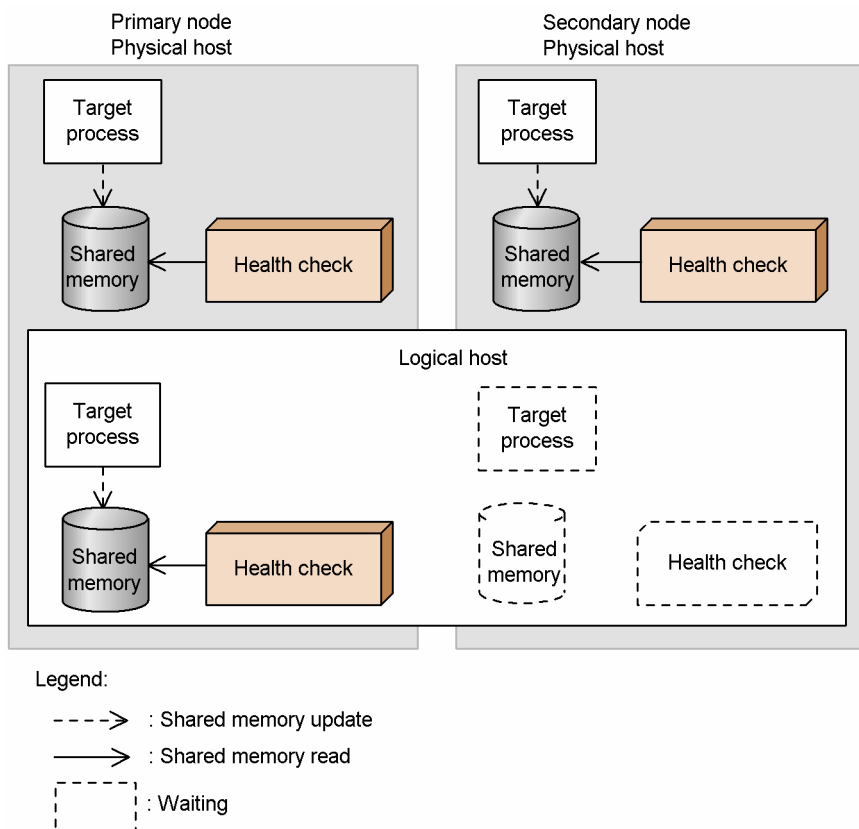 Primary node
Physical host
Secondary node
Physical host
Target
process
Shared
memory
Health check
Target
process
Shared
memory
Health check
Logical host
Target
process
Shared
memory
Health check
Target
process
Shared
memory
Health check
Legend:
: Shared memory update
: Shared memory read
: Waiting